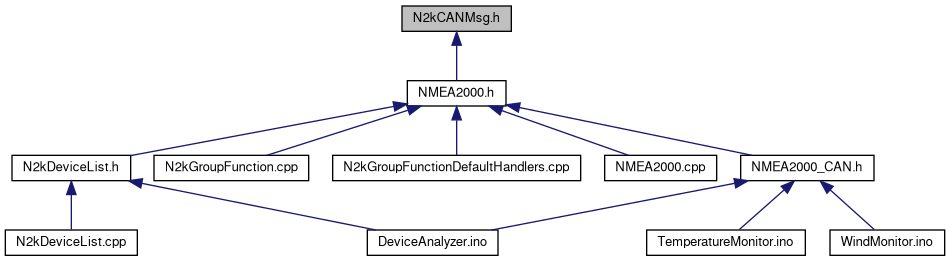 N2kCANMsg.h
NMEA2000.h
N2kDeviceList.h
N2kGroupFunction.cpp
N2kGroupFunctionDefaultHandlers.cpp
NMEA2000.cpp
NMEA2000_CAN.h
N2kDeviceList.cpp
DeviceAnalyzer.ino
TemperatureMonitor.ino
WindMonitor.ino